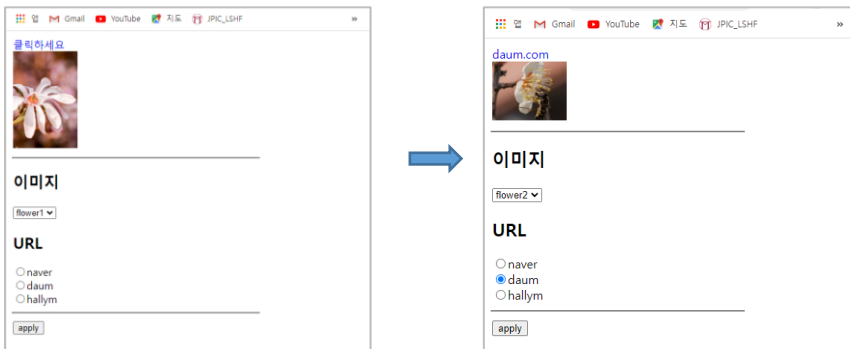 앱 Gmail YouTube 지도 JPIC_LSHF »
클릭하세요
이미지
flower1
URL
naver
daum
hallym
apply
앱 Gmail YouTube 지도 JPIC_LSHF »
daum.com
이미지
flower2
URL
naver
daum
hallym
apply